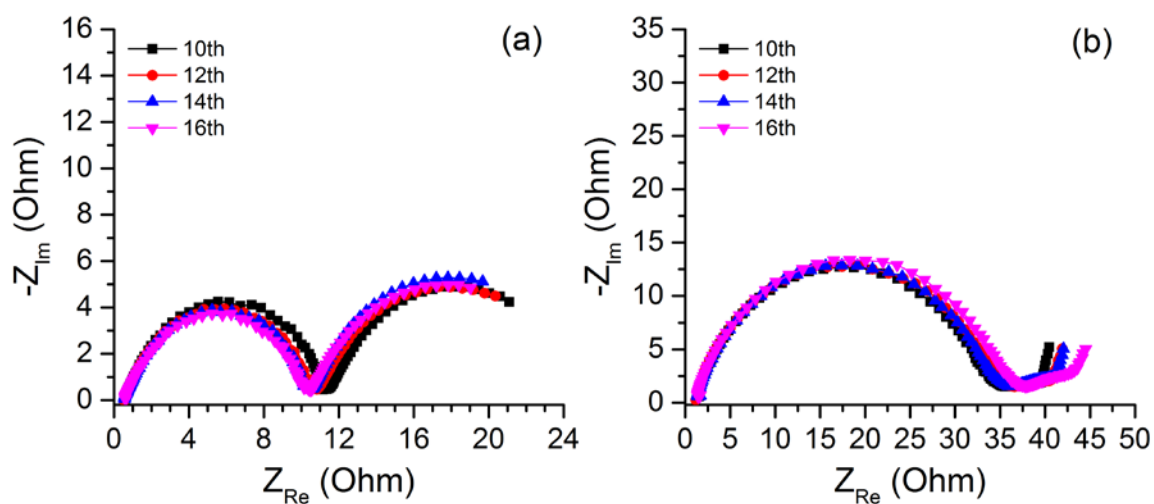 (a)
10th
12th
14th
16th
16
14
12
10
8
6
4
2
0
-Z_Im (Ohm)
0 4 8 12 16 20 24
Z_Re (Ohm)
(b)
10th
12th
14th
16th
35
30
25
20
15
10
5
0
-Z_Im (Ohm)
0 5 10 15 20 25 30 35 40 45 50
Z_Re (Ohm)